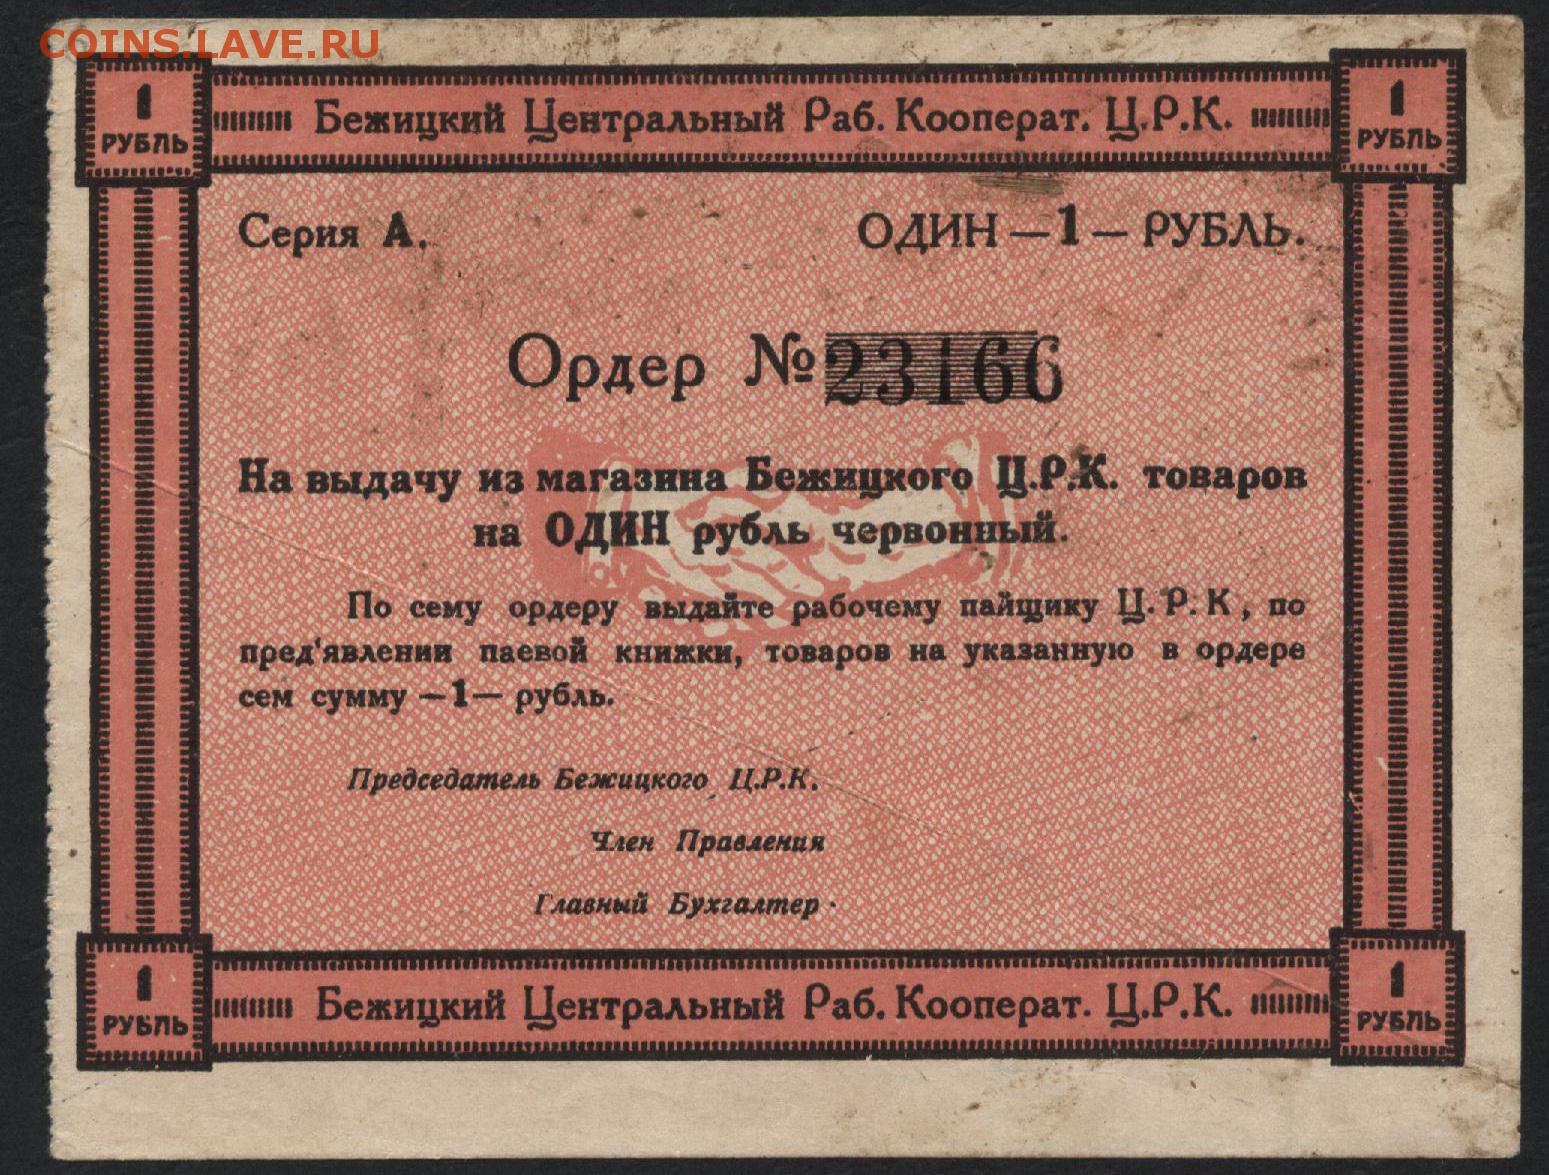 COINS.LAVE.RU
1 РУБЛЬ
Бежицкий Центральный Раб. Кооперат. Ц.Р.К.
1 РУБЛЬ
Серия А.
ОДИН —1— РУБЛЬ.
Ордер № 23166
На выдачу из магазина Бежицкого Ц.Р.К. товаров
на ОДИН рубль червонный.
По сему ордеру выдайте рабочему пайщику Ц.Р.К, по
пред'явлении паевой книжки, товаров на указанную в ордере
сем сумму —1— рубль.
Председатель Бежицкого Ц.Р.К.
Член Правления
Главный Бухгалтер
1 РУБЛЬ
Бежицкий Центральный Раб. Кооперат. Ц.Р.К.
1 РУБЛЬ